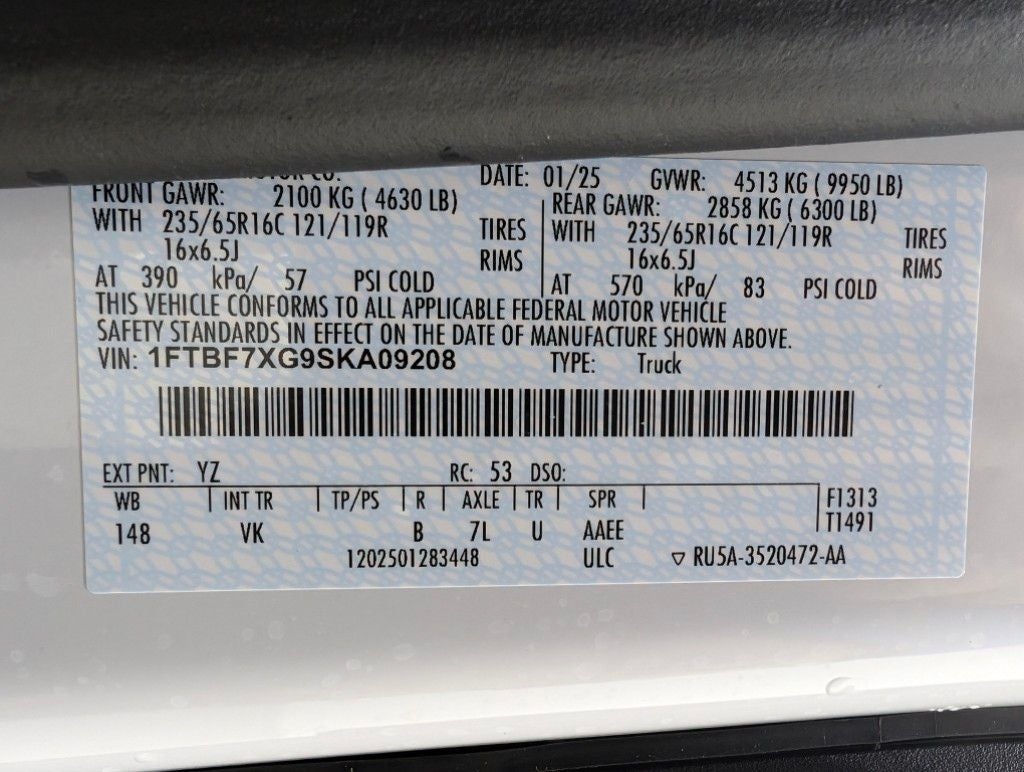 CO. DATE: 01/25 GVWR: 4513 KG ( 9950 LB)
FRONT GAWR: 2100 KG ( 4630 LB) REAR GAWR: 2858 KG ( 6300 LB)
WITH 235/65R16C 121/119R TIRES WITH 235/65R16C 121/119R TIRES
16x6.5J RIMS 16x6.5J RIMS
AT 390 kPa/ 57 PSI COLD AT 570 kPa/ 83 PSI COLD
THIS VEHICLE CONFORMS TO ALL APPLICABLE FEDERAL MOTOR VEHICLE
SAFETY STANDARDS IN EFFECT ON THE DATE OF MANUFACTURE SHOWN ABOVE.
VIN: 1FTBF7XG9SKA09208 TYPE: Truck
EXT PNT: YZ RC: 53 DSO:
WB INT TR TP/PS R AXLE TR SPR F1313
148 VK B 7L U AAEE T1491
1202501283448 ULC ▽ RU5A-3520472-AA